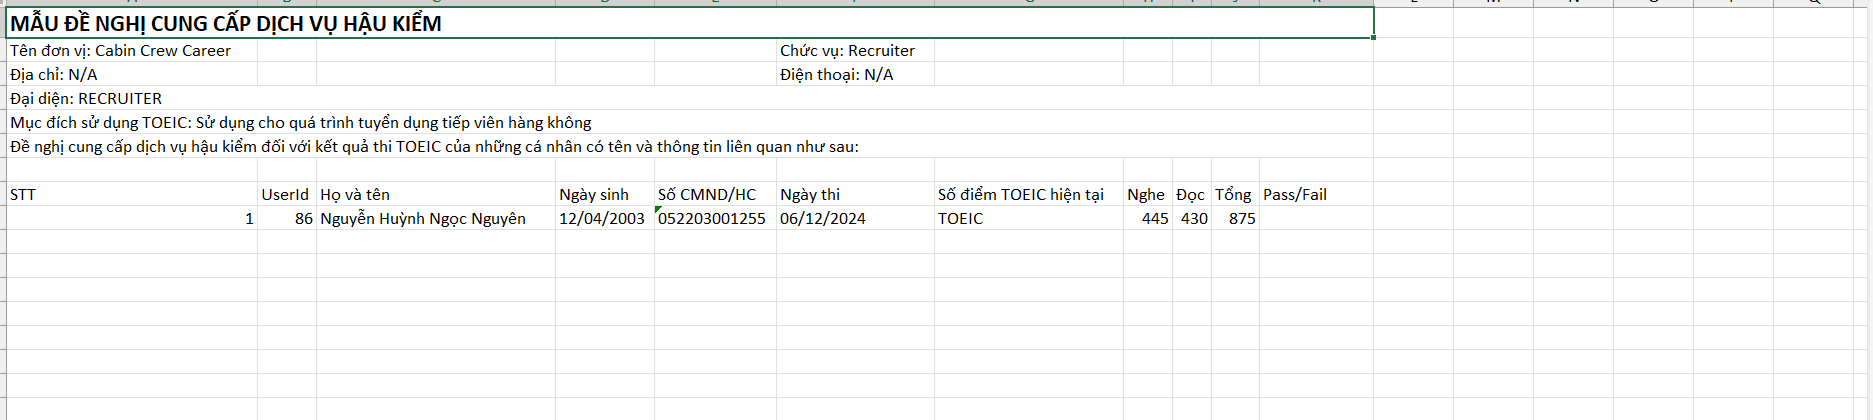 MẪU ĐỀ NGHỊ CUNG CẤP DỊCH VỤ HẬU KIỂM
Tên đơn vị: Cabin Crew Career Chức vụ: Recruiter
Địa chỉ: N/A Điện thoại: N/A
Đại diện: RECRUITER
Mục đích sử dụng TOEIC: Sử dụng cho quá trình tuyển dụng tiếp viên hàng không
Đề nghị cung cấp dịch vụ hậu kiểm đối với kết quả thi TOEIC của những cá nhân có tên và thông tin liên quan như sau:
STT UserId Họ và tên Ngày sinh Số CMND/HC Ngày thi Số điểm TOEIC hiện tại Nghe Đọc Tổng Pass/Fail
1 86 Nguyễn Huỳnh Ngọc Nguyên 12/04/2003 052203001255 06/12/2024 TOEIC 445 430 875